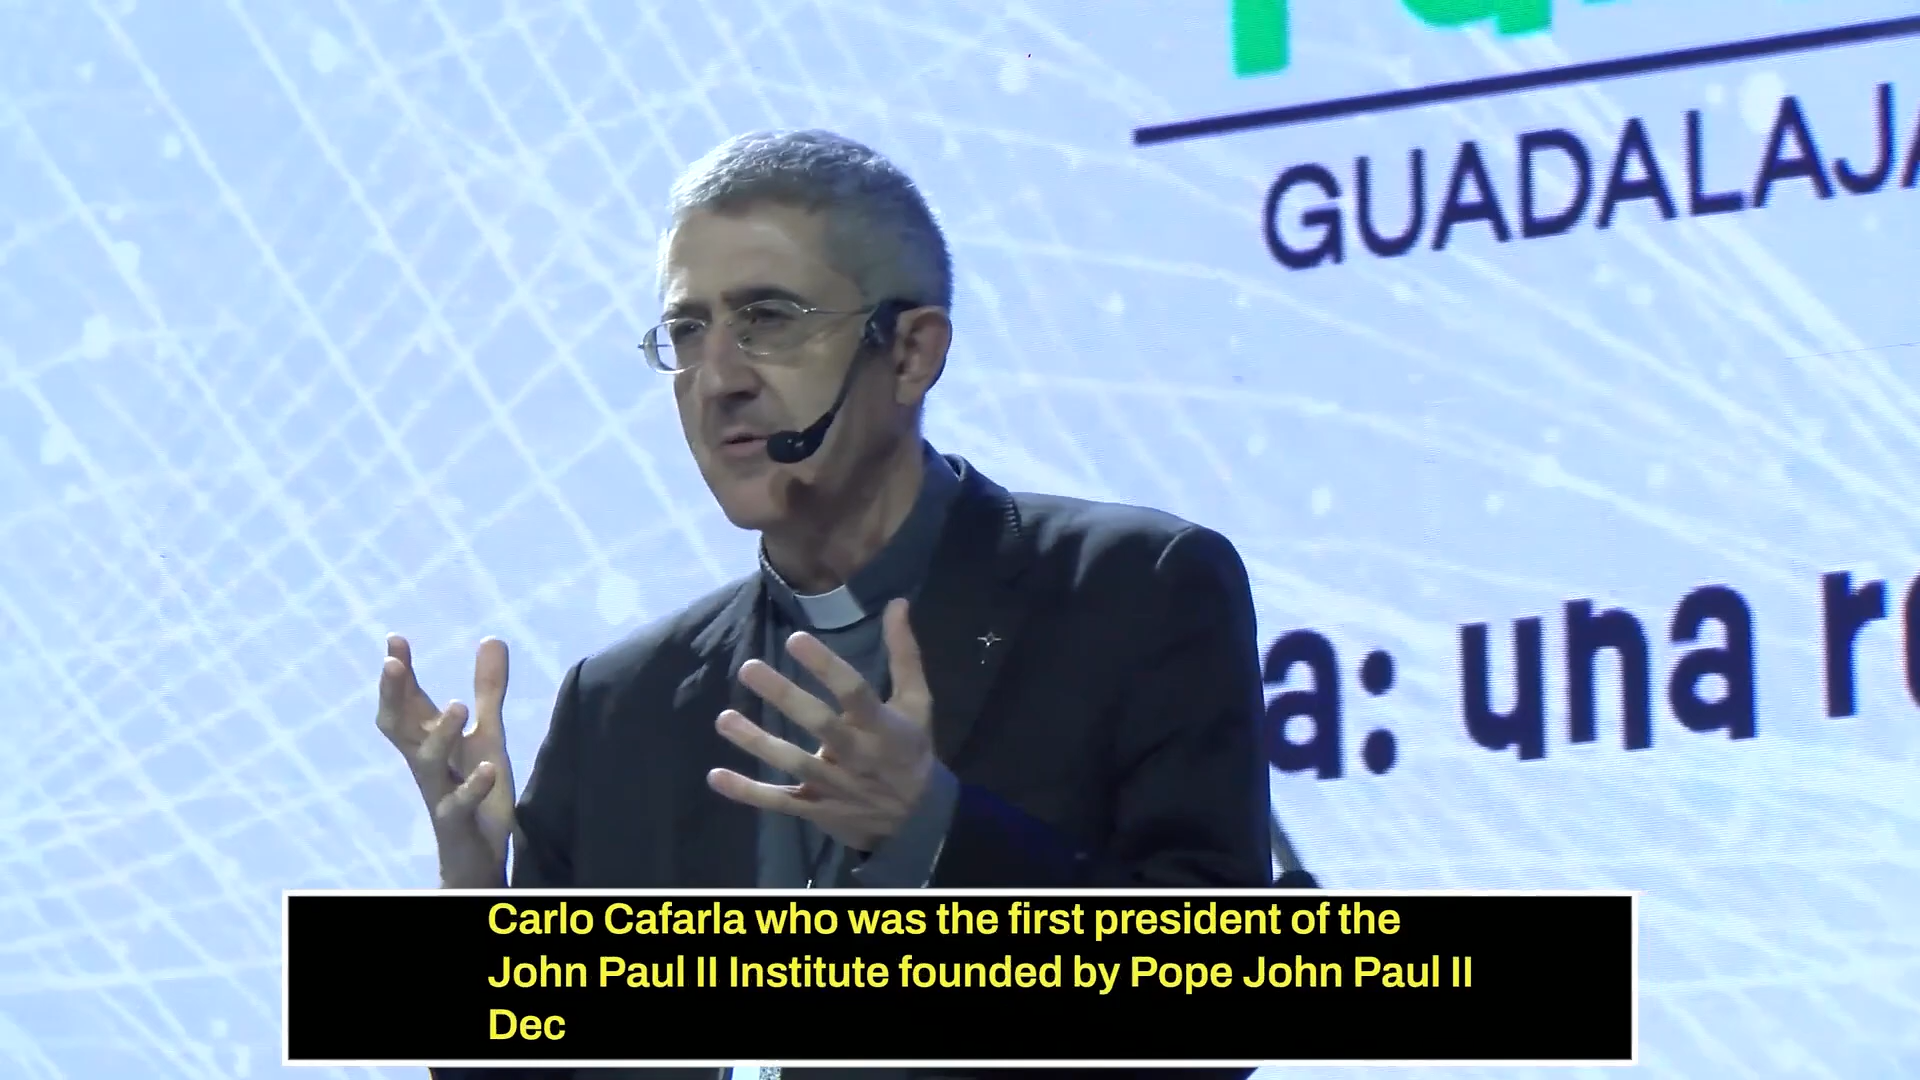 GUADALAJA
a: una r
Carlo Cafarla who was the first president of the
John Paul II Institute founded by Pope John Paul II
Dec